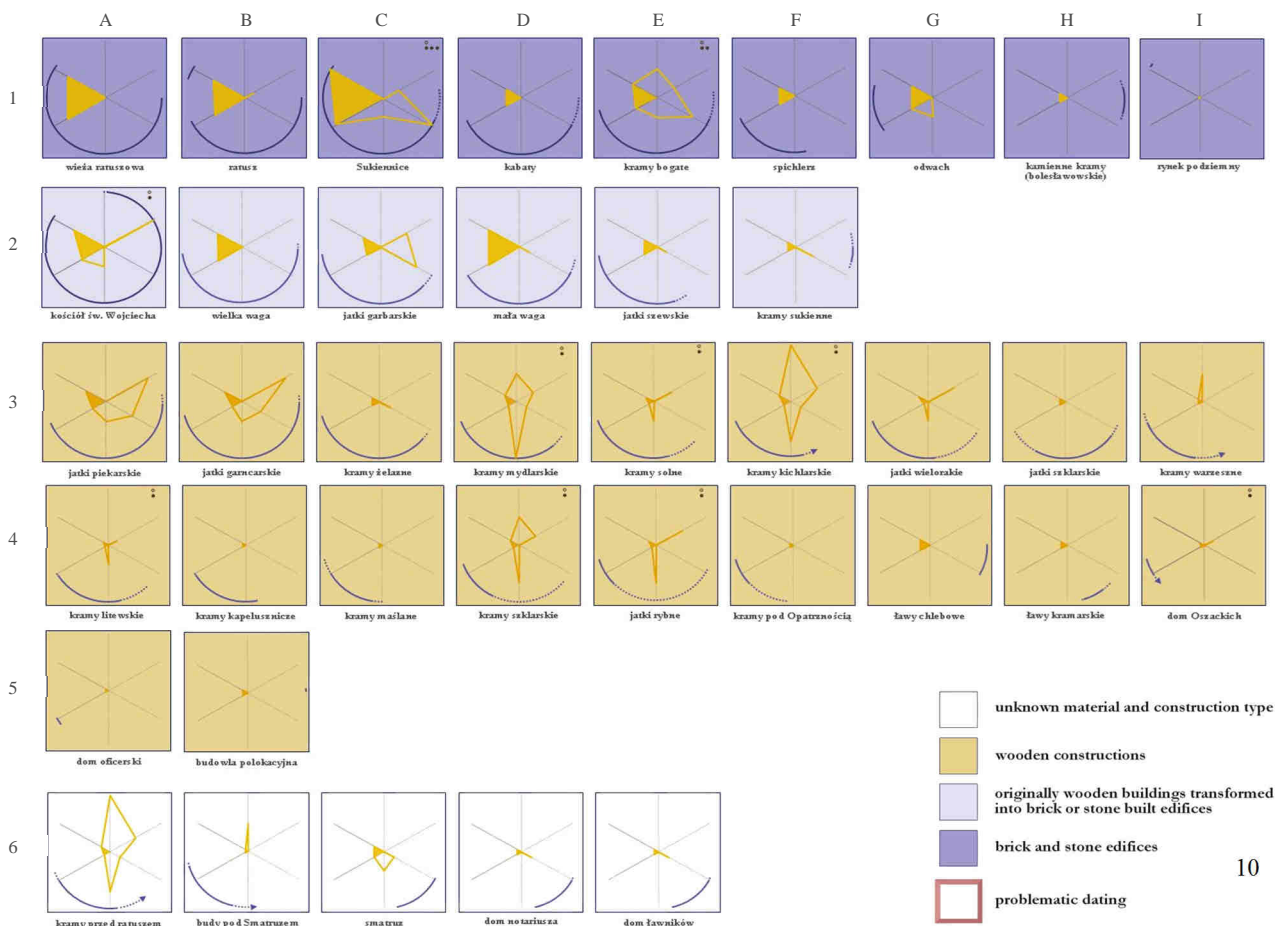 A B C D E F G H I
1
wieża ratuszowa ratusz Sukiennice kabaty kramy bogate spichlerz odwach kamienne kramy rynek podziemny
(bolesławowskie)
2
kościół św. Wojciecha wielka waga jatki garbarskie mała waga jatki szewskie kramy sukienne
3
jatki piekarskie jatki garncarskie kramy żelazne kramy mydlarskie kramy solne kramy kichlarskie jatki wielorakie jatki szklarskie kramy warzeszne
4
kramy litewskie kramy kapelusznicze kramy maślane kramy szklarskie jatki rybne kramy pod Opatrznością ławy chlebowe ławy kramarskie dom Oszackich
5
dom oficerski budowla polokacyjna
unknown material and construction type
wooden constructions
originally wooden buildings transformed
into brick or stone built edifices
6
brick and stone edifices
10
problematic dating
kramy przed ratuszem budy pod Smatruzem smatruz dom notariusza dom ławników